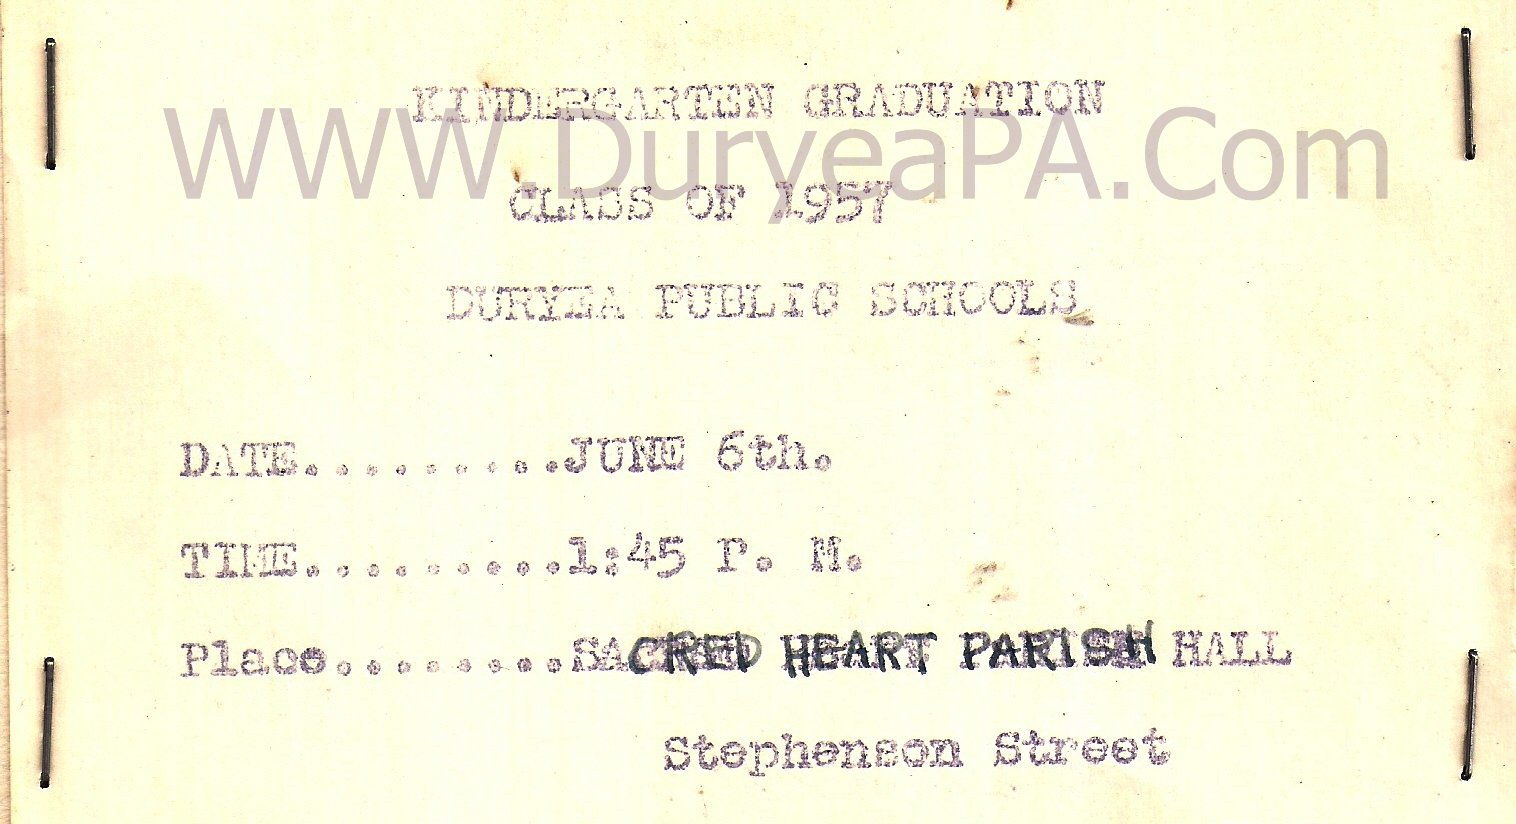 KINDERGARTEN GRADUATION
WWW.DuryeaPA.Com
CLASS OF 1957
DURYEA PUBLIC SCHOOLS
DATE.........JUNE 6th.
TIME.........1:45 P. M.
Place........SACRED HEART PARISH HALL
Stephenson Street